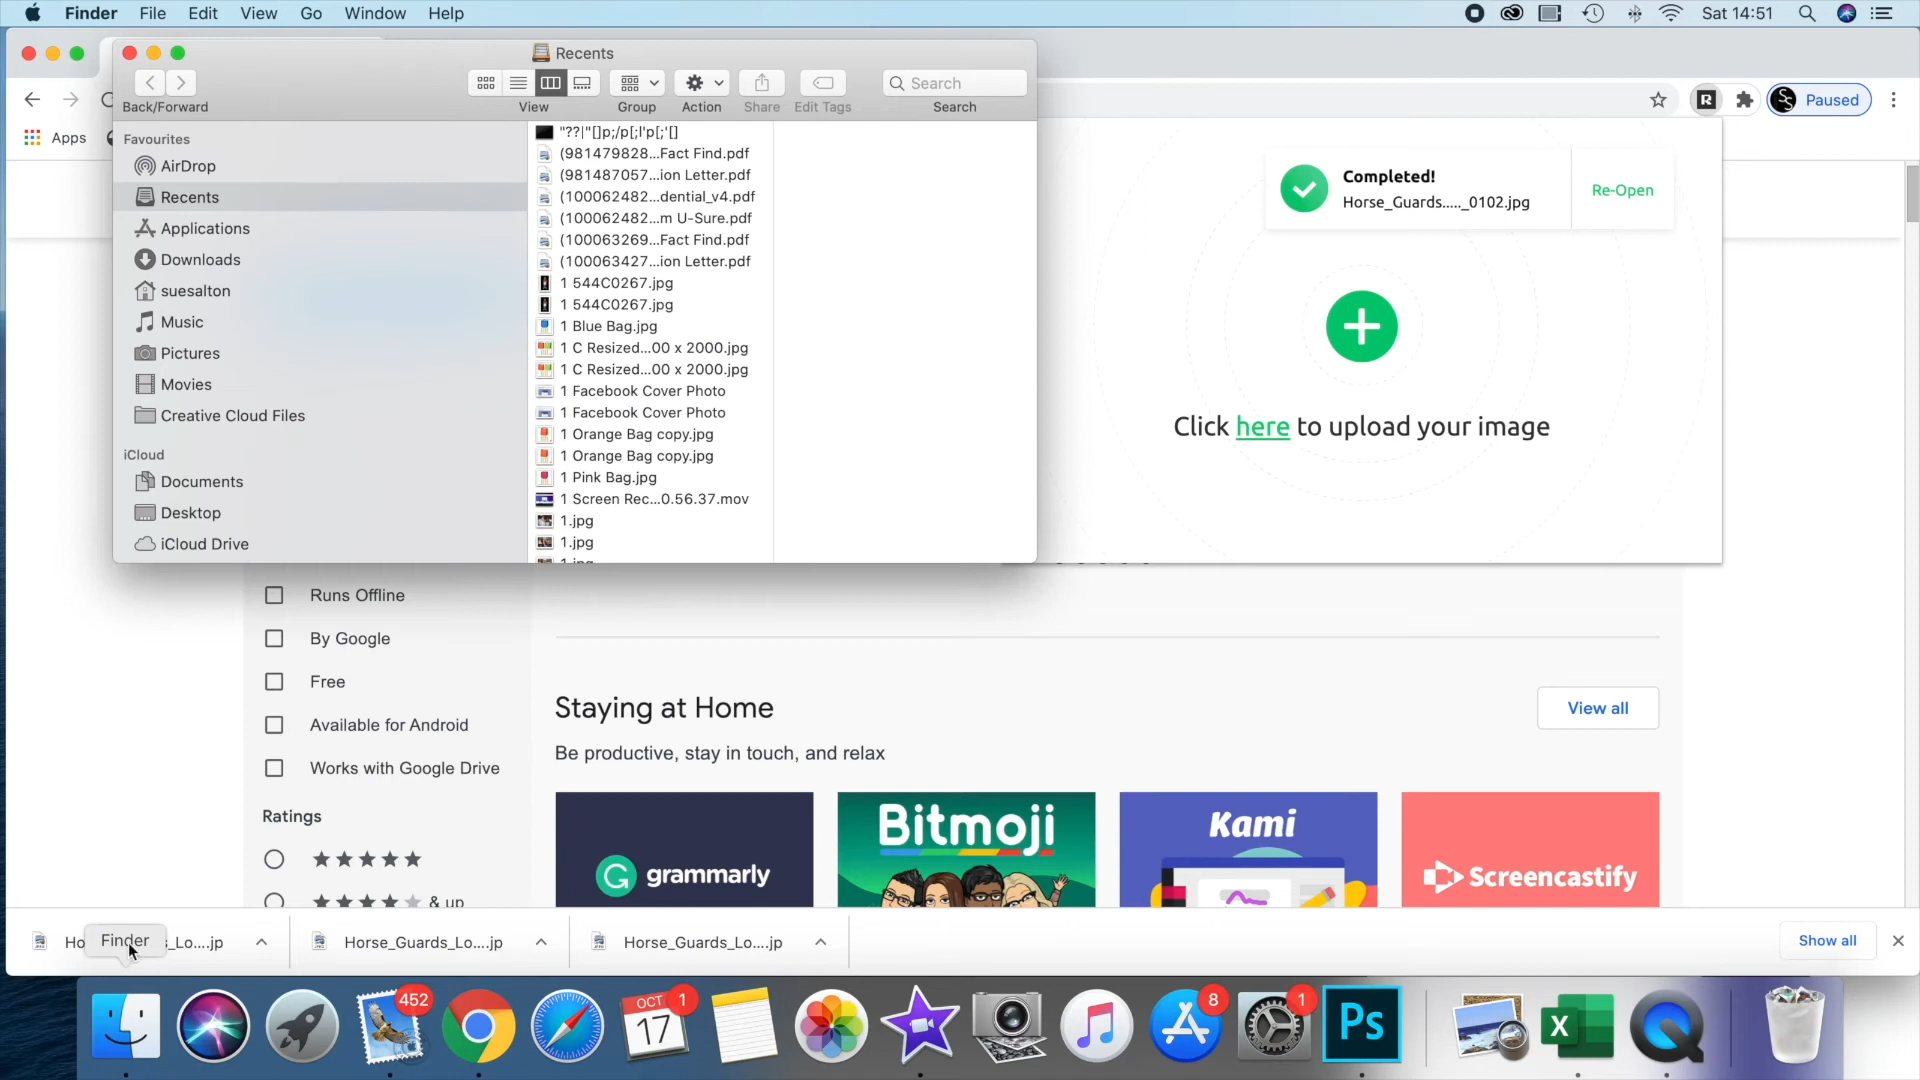 Finder File Edit View Go Window Help
Sat 14:51
Recents
Back/Forward
View
Group
Action
Share
Edit Tags
Search
Search
Favourites
AirDrop
Recents
Applications
Downloads
suesalton
Music
Pictures
Movies
Creative Cloud Files
iCloud
Documents
Desktop
iCloud Drive
"??|"[]p;/p[;l'p[;'[]
(981479828...Fact Find.pdf
(981487057...ion Letter.pdf
(100062482...dential_v4.pdf
(100062482...m U-Sure.pdf
(100063269...Fact Find.pdf
(100063427...ion Letter.pdf
1 544C0267.jpg
1 544C0267.jpg
1 Blue Bag.jpg
1 C Resized...00 x 2000.jpg
1 C Resized...00 x 2000.jpg
1 Facebook Cover Photo
1 Facebook Cover Photo
1 Orange Bag copy.jpg
1 Orange Bag copy.jpg
1 Pink Bag.jpg
1 Screen Rec...0.56.37.mov
1.jpg
1.jpg
Apps
R
Paused
Completed!
Horse_Guards....._0102.jpg
Re-Open
Click here to upload your image
Runs Offline
By Google
Free
Available for Android
Works with Google Drive
Ratings
& up
Staying at Home
Be productive, stay in touch, and relax
View all
grammarly
Bitmoji
Kami
Screencastify
Finder
Ho
_Lo....jp
Horse_Guards_Lo....jp
Horse_Guards_Lo....jp
Show all
452
OCT
17
1
8
1
Ps
X